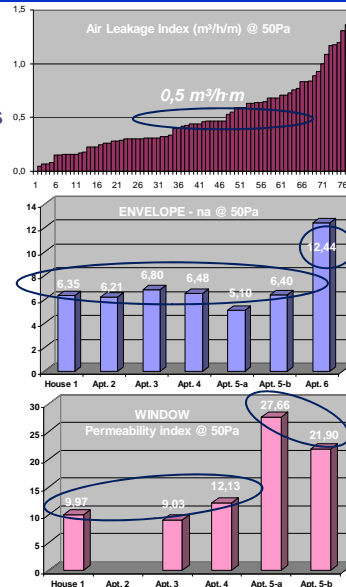 Air Leakage Index (m³/h/m) @ 50Pa
1,5
1,0
0,5 m³/h·m
s
0,5
0,0
1 6 11 16 21 26 31 36 41 46 51 56 61 66 71 76
14
ENVELOPE - na @ 50Pa
12
12,44
10
8
6,35 6,21 6,80 6,48 5,10 6,40
6
4
2
0
House 1 Apt. 2 Apt. 3 Apt. 4 Apt. 5-a Apt. 5-b Apt. 6
30
WINDOW
27,66
Permeability index @ 50Pa
25
21,90
20
15
9,97 9,03 12,13
10
5
0
House 1 Apt. 2 Apt. 3 Apt. 4 Apt. 5-a Apt. 5-b